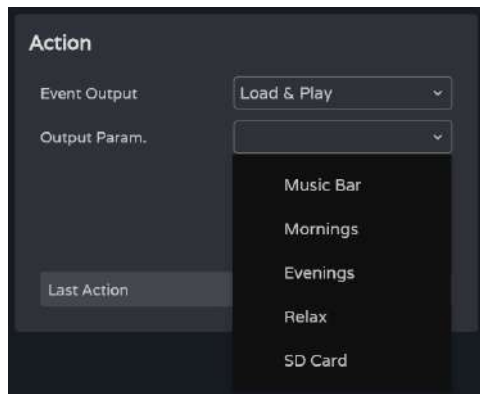 Action
Event Output Load & Play
Output Param.
Music Bar
Mornings
Evenings
Last Action
Relax
SD Card